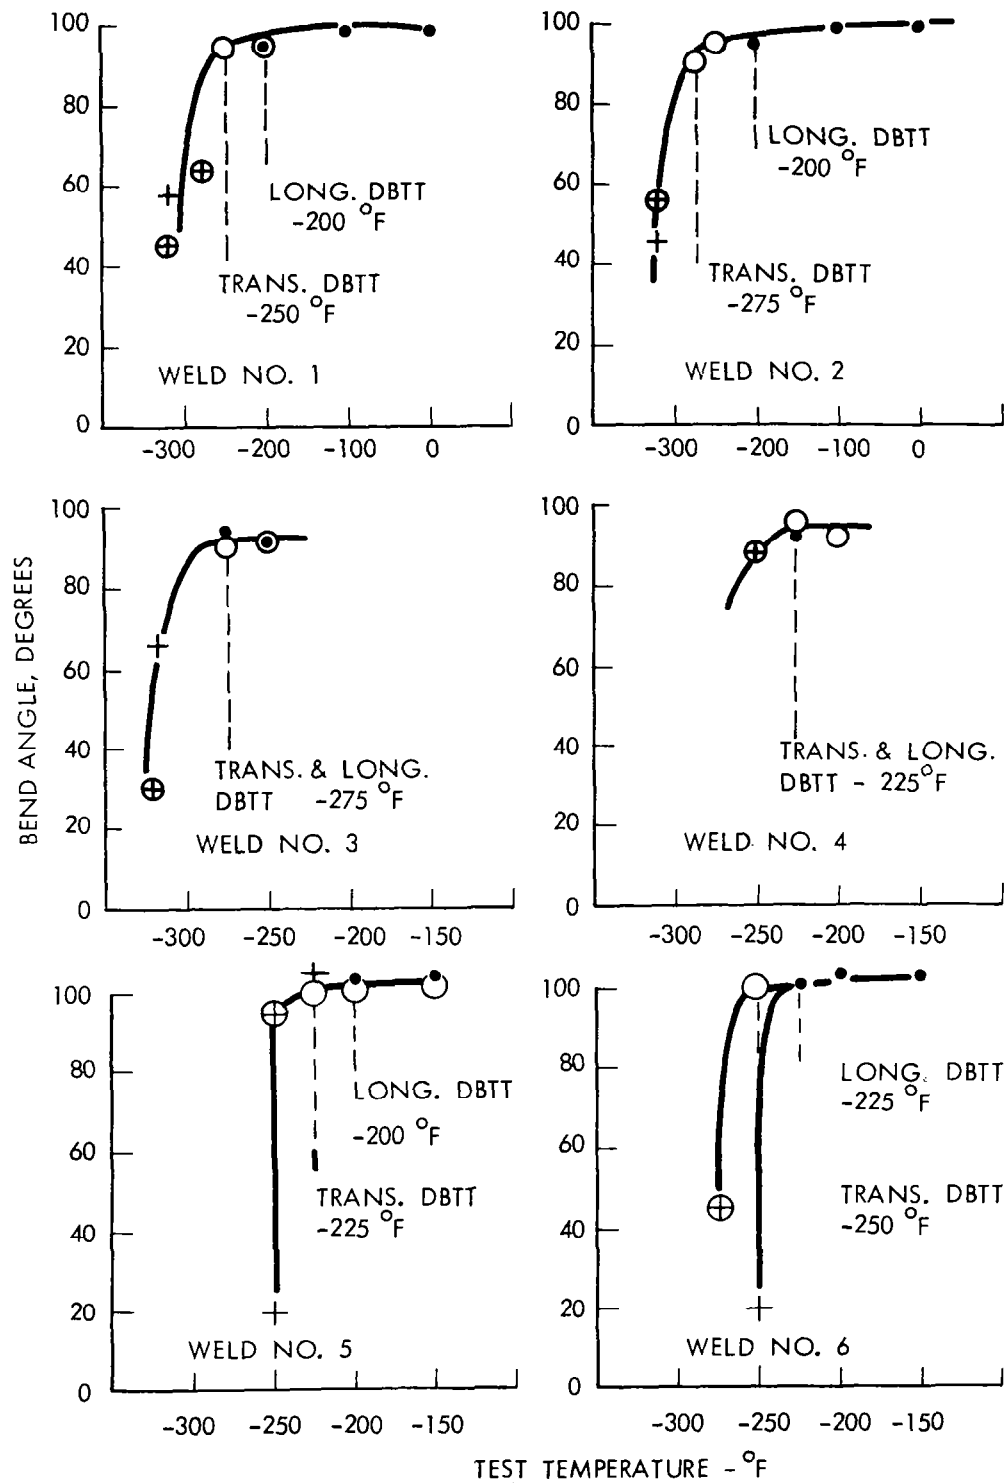 100
80
60
40
20
0
LONG. DBTT
-200 °F
TRANS. DBTT
-250 °F
WELD NO. 1
-300 -200 -100 0
100
80
60
40
20
0
LONG. DBTT
-200 °F
TRANS. DBTT
-275 °F
WELD NO. 2
-300 -200 -100 0
BEND ANGLE, DEGREES
100
80
60
40
20
0
TRANS. & LONG.
DBTT -275 °F
WELD NO. 3
-300 -250 -200 -150
100
80
60
40
20
0
TRANS. & LONG.
DBTT - 225°F
WELD NO. 4
-300 -250 -200 -150
100
80
60
40
20
0
LONG. DBTT
-200 °F
TRANS. DBTT
-225 °F
WELD NO. 5
-300 -250 -200 -150
100
80
60
40
20
0
LONG. DBTT
-225 °F
TRANS. DBTT
-250 °F
WELD NO. 6
-300 -250 -200 -150
TEST TEMPERATURE - °F